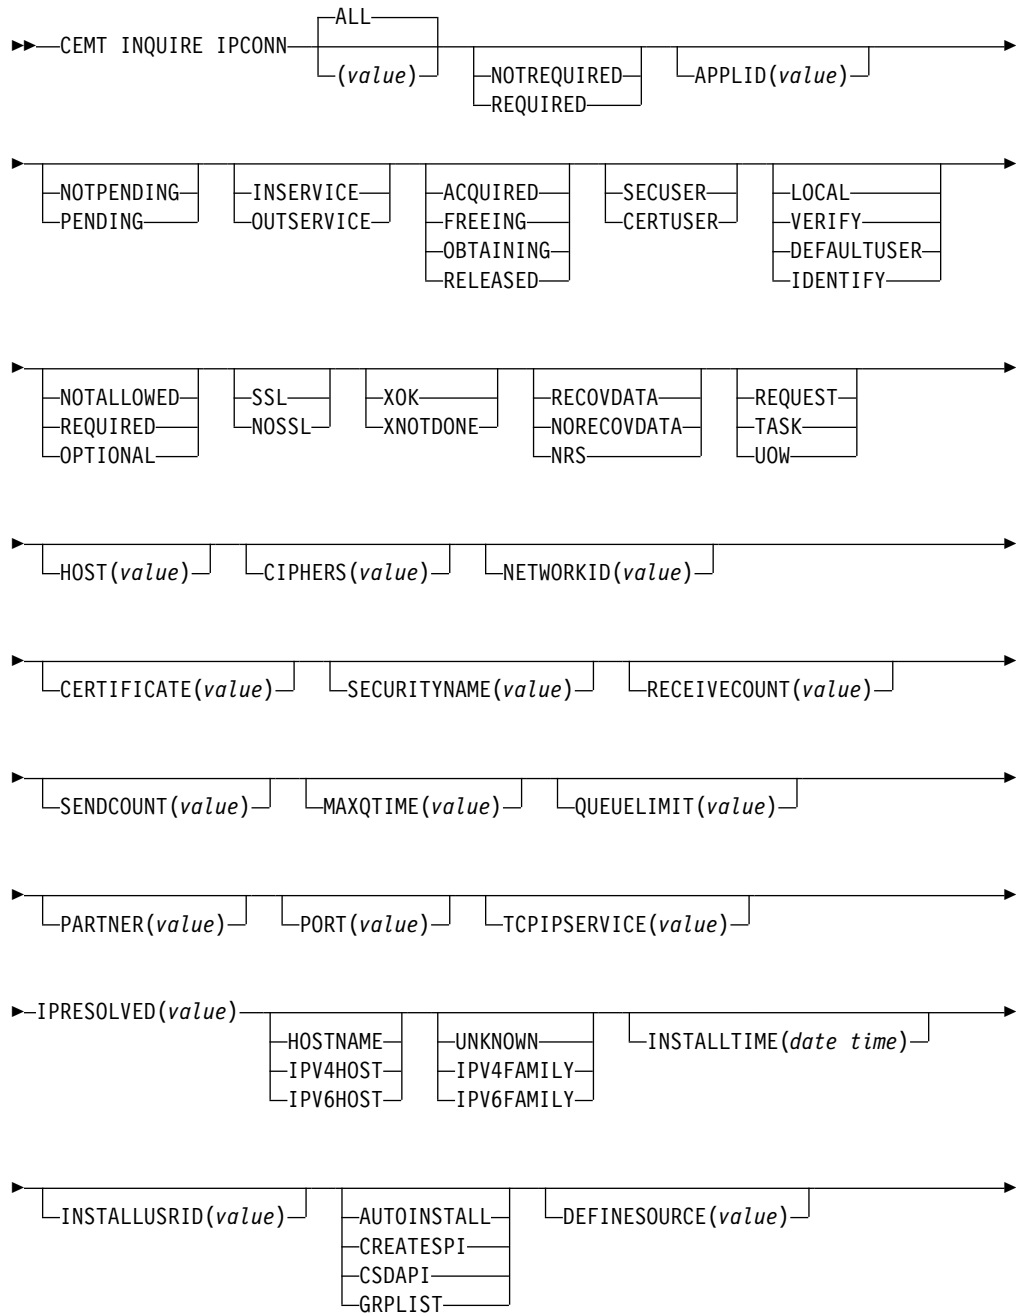 ALL
CEMT INQUIRE IPCONN
(value) NOTREQUIRED APPLID(value)
REQUIRED
NOTPENDING INSERVICE ACQUIRED SECUSER LOCAL
PENDING OUTSERVICE FREEING CERTUSER VERIFY
OBTAINING DEFAULTUSER
RELEASED IDENTIFY
NOTALLOWED SSL XOK RECOVDATA REQUEST
REQUIRED NOSSL XNOTDONE NORECOVDATA TASK
OPTIONAL NRS UOW
HOST(value) CIPHERS(value) NETWORKID(value)
CERTIFICATE(value) SECURITYNAME(value) RECEIVECOUNT(value)
SENDCOUNT(value) MAXQTIME(value) QUEUELIMIT(value)
PARTNER(value) PORT(value) TCPIPSERVICE(value)
IPRESOLVED(value)
HOSTNAME UNKNOWN INSTALLTIME(date time)
IPV4HOST IPV4FAMILY
IPV6HOST IPV6FAMILY
INSTALLUSRID(value) AUTOINSTALL DEFINESOURCE(value)
CREATESPI
CSDAPI
GRPLIST